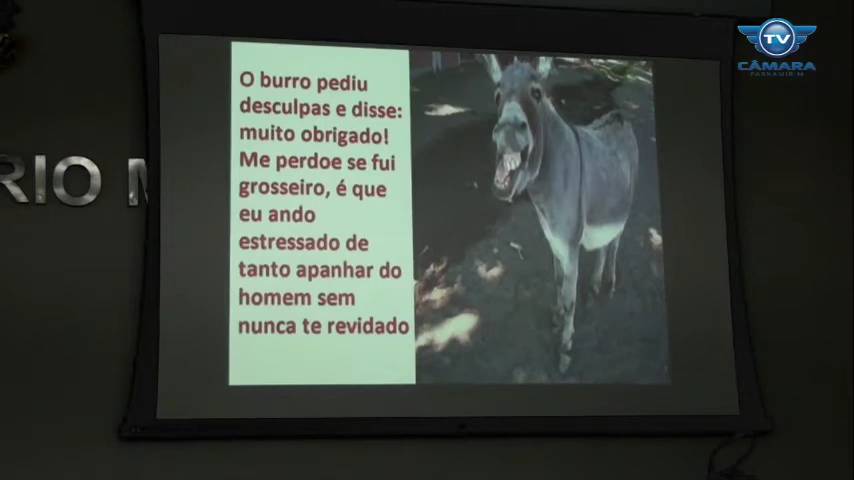 TV
CÂMARA
PARNAMIRIM
O burro pediu
desculpas e disse:
muito obrigado!
Me perdoe se fui
grosseiro, é que
eu ando
estressado de
tanto apanhar do
homem sem
nunca te revidado
RIO M